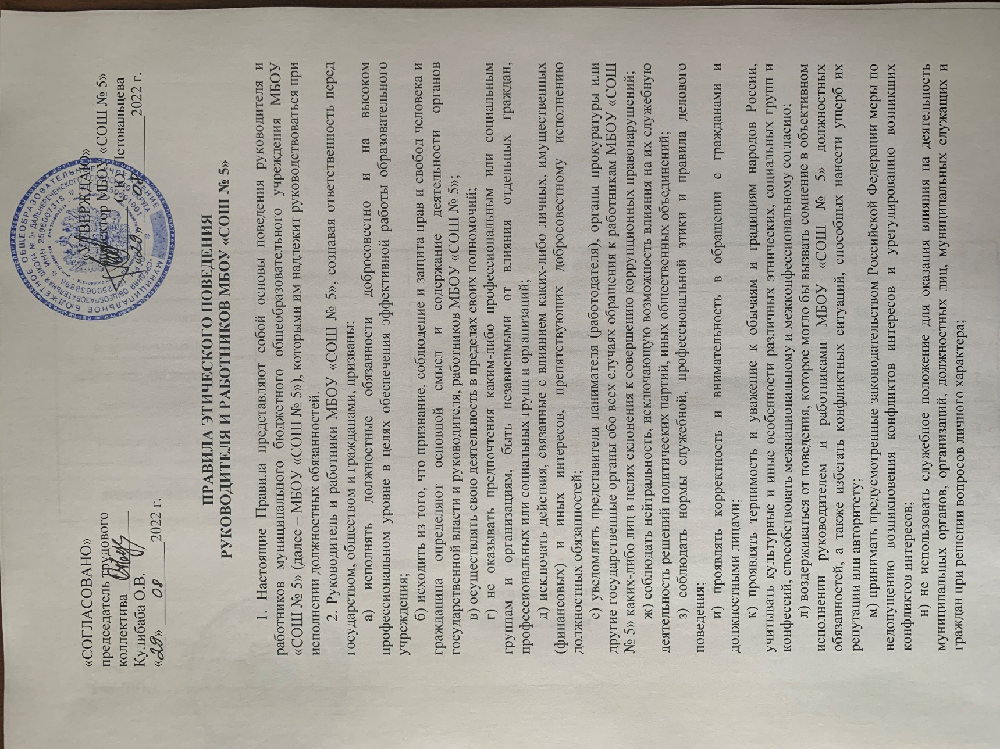 «СОГЛАСОВАНО»
председатель трудового
коллектива
Кулибаба О.В.
«29» 08 2022 г.
«УТВЕРЖДАЮ»
Директор МБОУ «СОШ № 5»
С.Ю. Летовальцева
«29» 08 2022 г.
ПРАВИЛА ЭТИЧЕСКОГО ПОВЕДЕНИЯ
РУКОВОДИТЕЛЯ И РАБОТНИКОВ МБОУ «СОШ № 5»
1. Настоящие Правила представляют собой основы поведения руководителя и
работников муниципального бюджетного общеобразовательного учреждения МБОУ
«СОШ № 5» (далее – МБОУ «СОШ № 5»), которыми им надлежит руководствоваться при
исполнении должностных обязанностей.
2. Руководитель и работники МБОУ «СОШ № 5», сознавая ответственность перед
государством, обществом и гражданами, призваны:
а) исполнять должностные обязанности добросовестно и на высоком
профессиональном уровне в целях обеспечения эффективной работы образовательного
учреждения;
б) исходить из того, что признание, соблюдение и защита прав и свобод человека и
гражданина определяют основной смысл и содержание деятельности органов
государственной власти и руководителя, работников МБОУ «СОШ № 5»;
в) осуществлять свою деятельность в пределах своих полномочий;
г) не оказывать предпочтения каким-либо профессиональным или социальным
группам и организациям, быть независимыми от влияния отдельных граждан,
профессиональных или социальных групп и организаций;
д) исключать действия, связанные с влиянием каких-либо личных, имущественных
(финансовых) и иных интересов, препятствующих добросовестному исполнению
должностных обязанностей;
е) уведомлять представителя нанимателя (работодателя), органы прокуратуры или
другие государственные органы обо всех случаях обращения к работникам МБОУ «СОШ
№ 5» каких-либо лиц в целях склонения к совершению коррупционных правонарушений;
ж) соблюдать нейтральность, исключающую возможность влияния на их служебную
деятельность решений политических партий, иных общественных объединений;
з) соблюдать нормы служебной, профессиональной этики и правила делового
поведения;
и) проявлять корректность и внимательность в обращении с гражданами и
должностными лицами;
к) проявлять терпимость и уважение к обычаям и традициям народов России,
учитывать культурные и иные особенности различных этнических, социальных групп и
конфессий, способствовать межнациональному и межконфессиональному согласию;
л) воздерживаться от поведения, которое могло бы вызвать сомнение в объективном
исполнении руководителем и работниками МБОУ «СОШ № 5» должностных
обязанностей, а также избегать конфликтных ситуаций, способных нанести ущерб их
репутации или авторитету;
м) принимать предусмотренные законодательством Российской Федерации меры по
недопущению возникновения конфликтов интересов и урегулированию возникших
конфликтов интересов;
н) не использовать служебное положение для оказания влияния на деятельность
муниципальных органов, организаций, должностных лиц, муниципальных служащих и
граждан при решении вопросов личного характера;
МУНИЦИПАЛЬНОЕ БЮДЖЕТНОЕ ОБЩЕОБРАЗОВАТЕЛЬНОЕ УЧРЕЖДЕНИЕ
«СРЕДНЯЯ ОБЩЕОБРАЗОВАТЕЛЬНАЯ ШКОЛА № 5» ДАЛЬНЕРЕЧЕНСКОГО ГОРОДСКОГО ОКРУГА
ИНН 2506007318